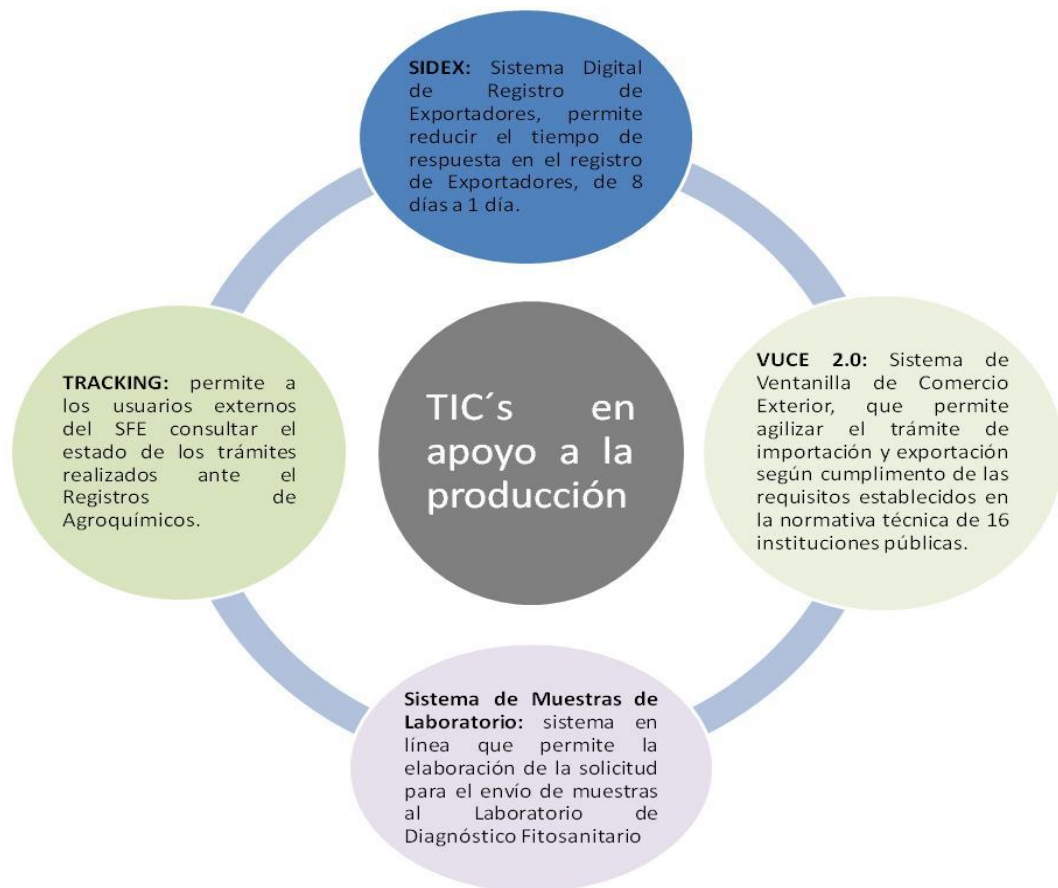 SIDEX: Sistema Digital
de Registro de
Exportadores, permite
reducir el tiempo de
respuesta en el registro
de Exportadores, de 8
días a 1 día.
TRACKING: permite a
los usuarios externos
del SFE consultar el
estado de los trámites
realizados ante el
Registros de
Agroquímicos.
TIC´s en
apoyo a la
producción
VUCE 2.0: Sistema de
Ventanilla de Comercio
Exterior, que permite
agilizar el trámite de
importación y exportación
según cumplimento de las
requisitos establecidos en
la normativa técnica de 16
instituciones públicas.
Sistema de Muestras de
Laboratorio: sistema en
línea que permite la
elaboración de la solicitud
para el envío de muestras
al Laboratorio de
Diagnóstico Fitosanitario